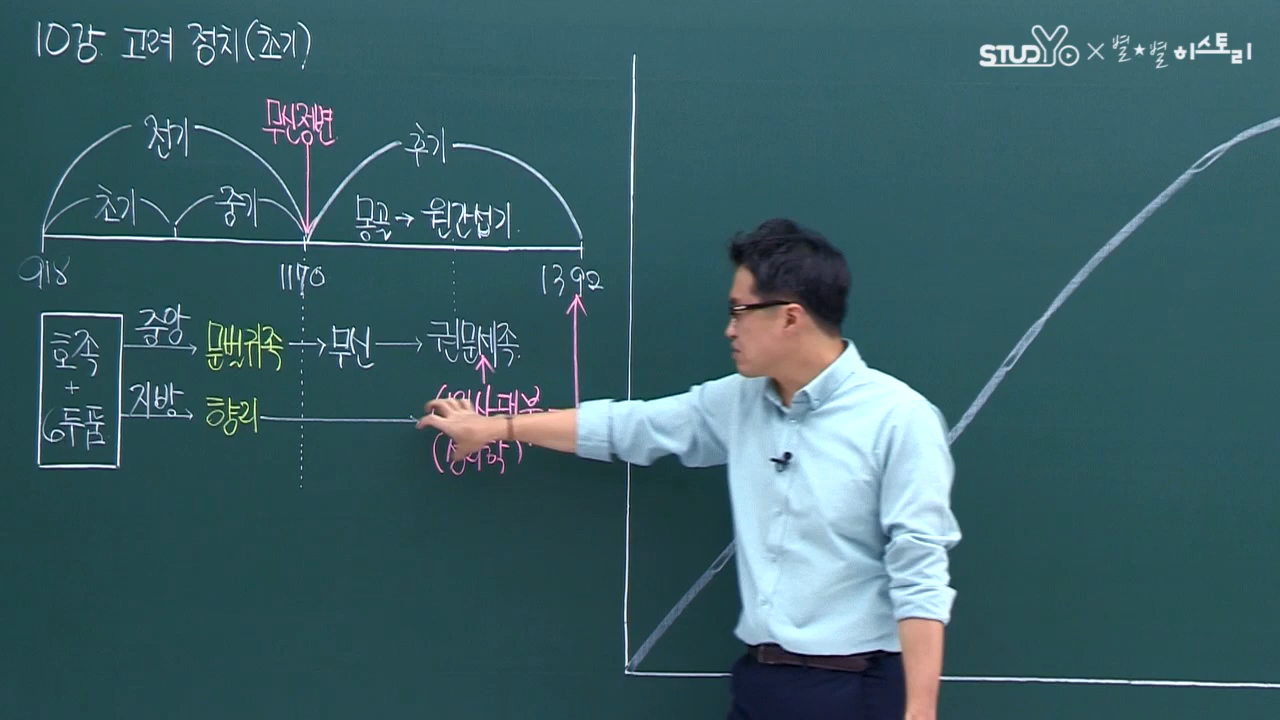 10강. 고려 정치(초기)
STUDYo × 별★별 히스토리
무신정변
전기
후기
초기
중기
몽골 → 원간섭기
918
1170
1392
호족
+
6두품
중앙
문벌귀족 → 무신 → 권문세족
지방
향리